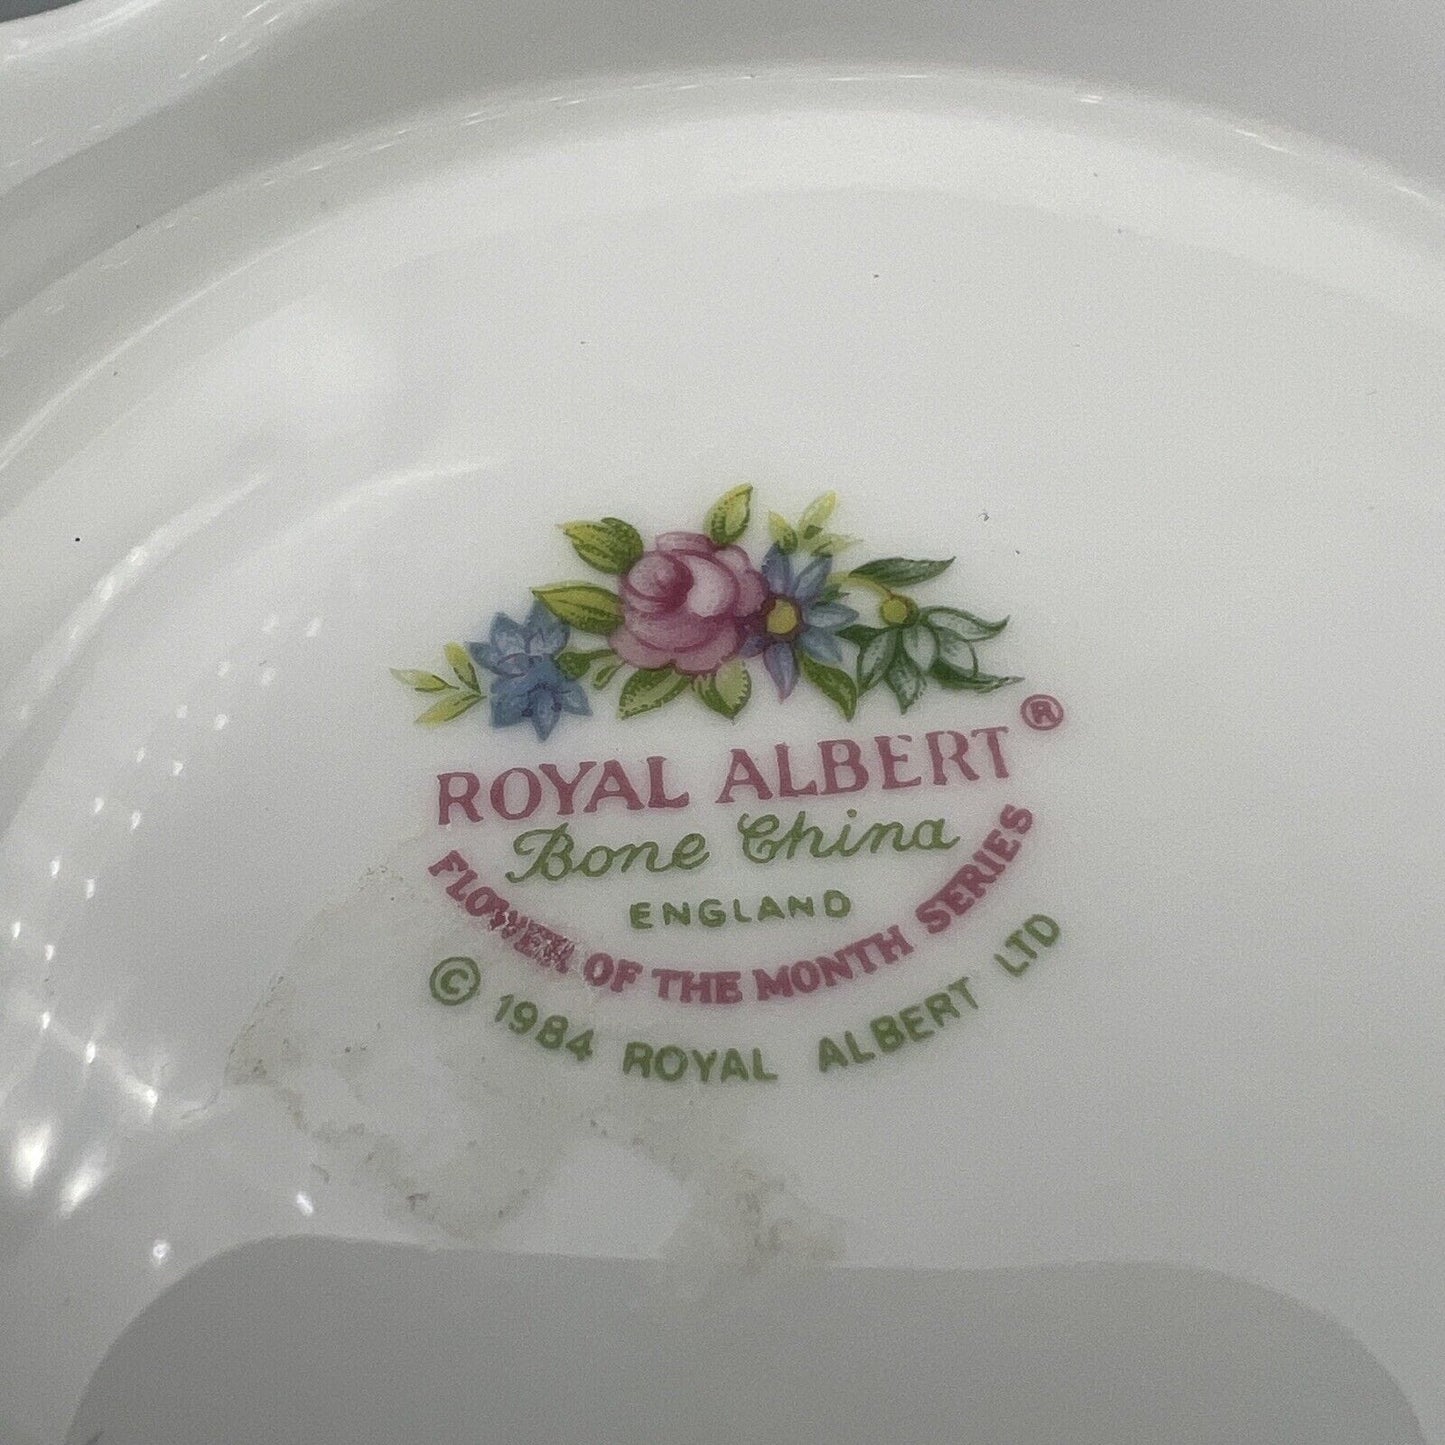 ROYAL ALBERT ®
Bone China
ENGLAND
FLOWER OF THE MONTH SERIES
© 1984 ROYAL ALBERT LTD